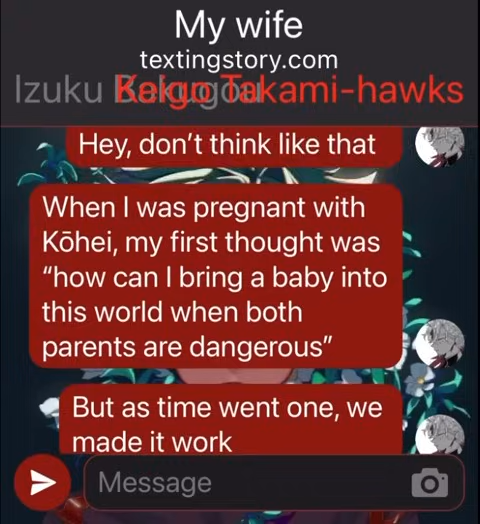 My wife
textingstory.com
Izuku Bakugou
Keigo Takami-hawks
Hey, don’t think like that
When I was pregnant with
Kōhei, my first thought was
“how can I bring a baby into
this world when both
parents are dangerous”
But as time went one, we
made it work
Message